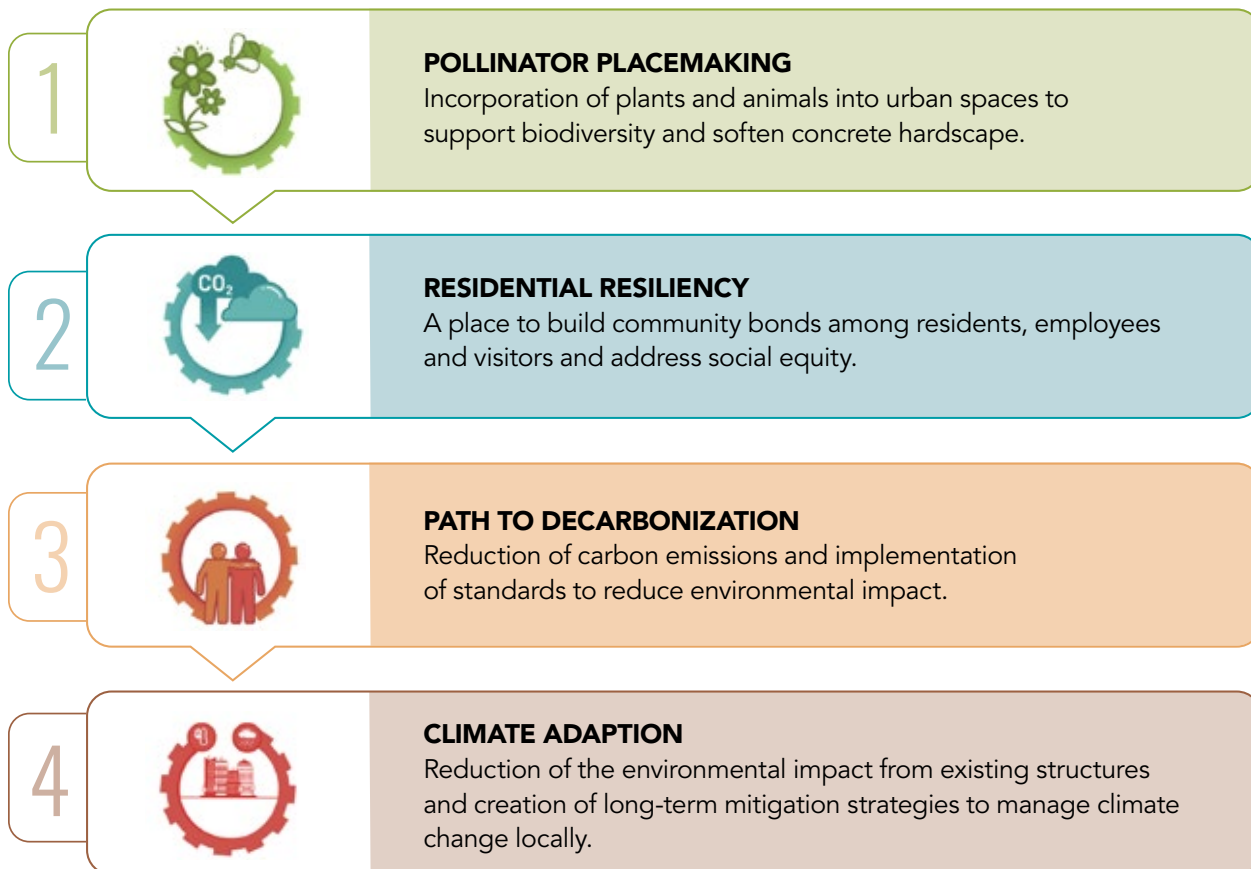 1
POLLINATOR PLACEMAKING
Incorporation of plants and animals into urban spaces to
support biodiversity and soften concrete hardscape.
2
CO₂
RESIDENTIAL RESILIENCY
A place to build community bonds among residents, employees
and visitors and address social equity.
3
PATH TO DECARBONIZATION
Reduction of carbon emissions and implementation
of standards to reduce environmental impact.
4
CLIMATE ADAPTION
Reduction of the environmental impact from existing structures
and creation of long-term mitigation strategies to manage climate
change locally.